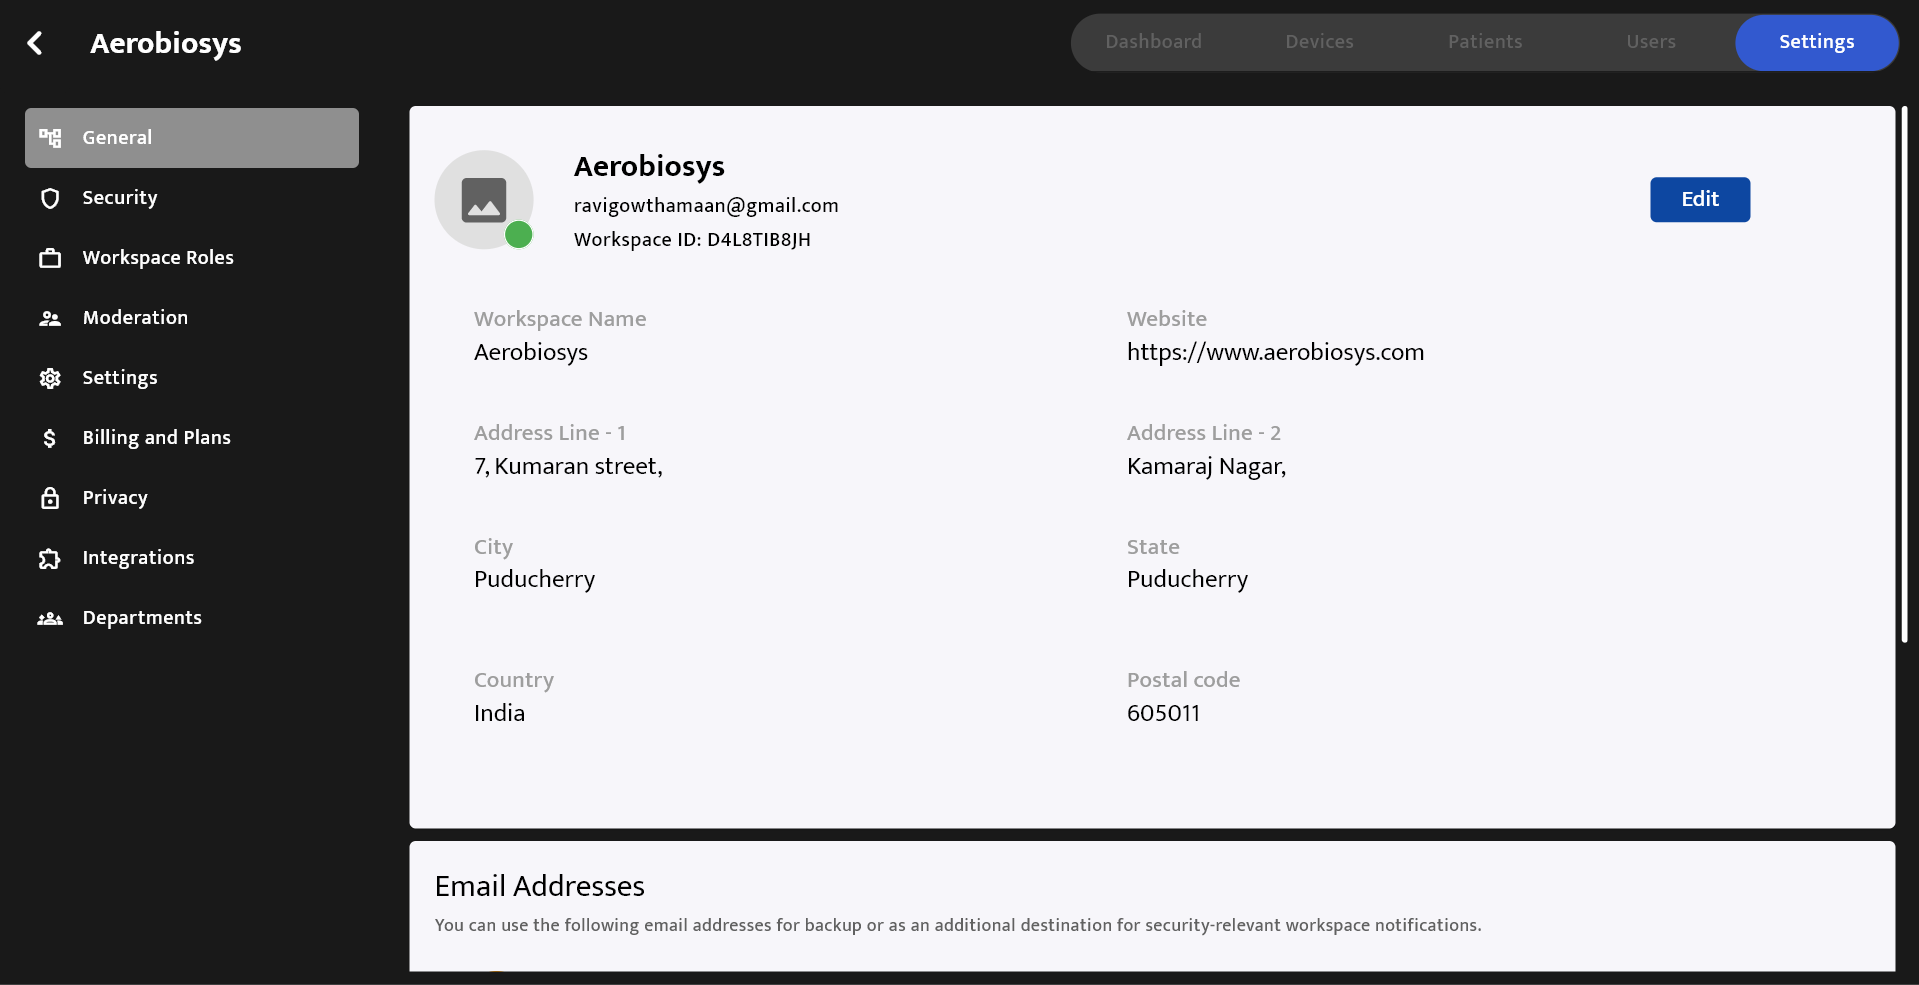 Aerobiosys
Dashboard
Devices
Patients
Users
Settings
General
Security
Workspace Roles
Moderation
Settings
Billing and Plans
Privacy
Integrations
Departments
Aerobiosys
ravigowthamaan@gmail.com
Workspace ID: D4L8TIB8JH
Edit
Workspace Name
Aerobiosys
Website
https://www.aerobiosys.com
Address Line - 1
7, Kumaran street,
Address Line - 2
Kamaraj Nagar,
City
Puducherry
State
Puducherry
Country
India
Postal code
605011
Email Addresses
You can use the following email addresses for backup or as an additional destination for security-relevant workspace notifications.